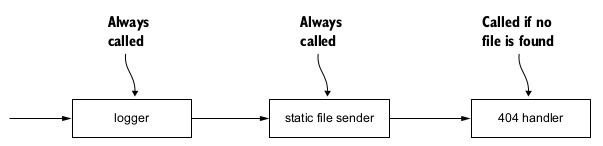 Always
called
Always
called
Called if no
file is found
logger
static file sender
404 handler